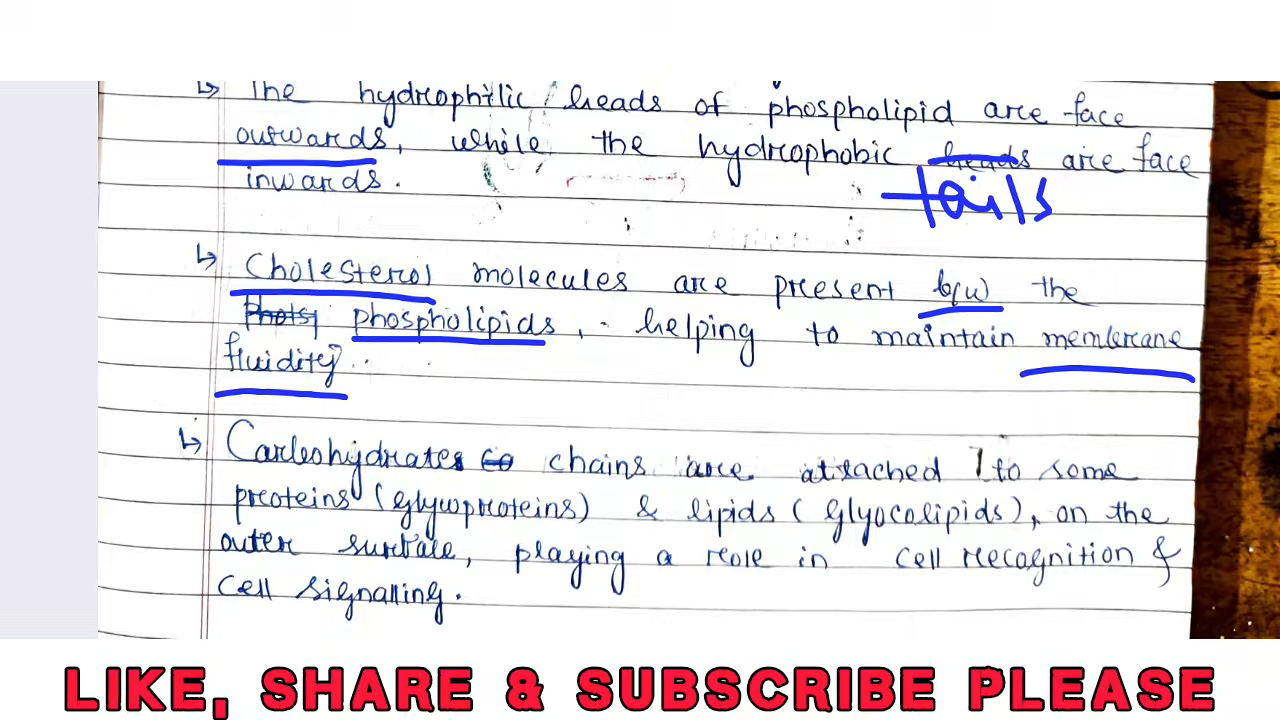 ↳ The hydrophilic heads of phospholipid are face
outwards, while the hydrophobic heads are face
tails
inwards.
↳ Cholesterol molecules are present b/w the
phospholipids, helping to maintain membrane
fluidity.
↳ Carbohydrates co chains are attached to some
proteins (glycoproteins) & lipids (Glyocolipids), on the
outer surface, playing a role in cell recognition &
cell signalling.
LIKE, SHARE & SUBSCRIBE PLEASE